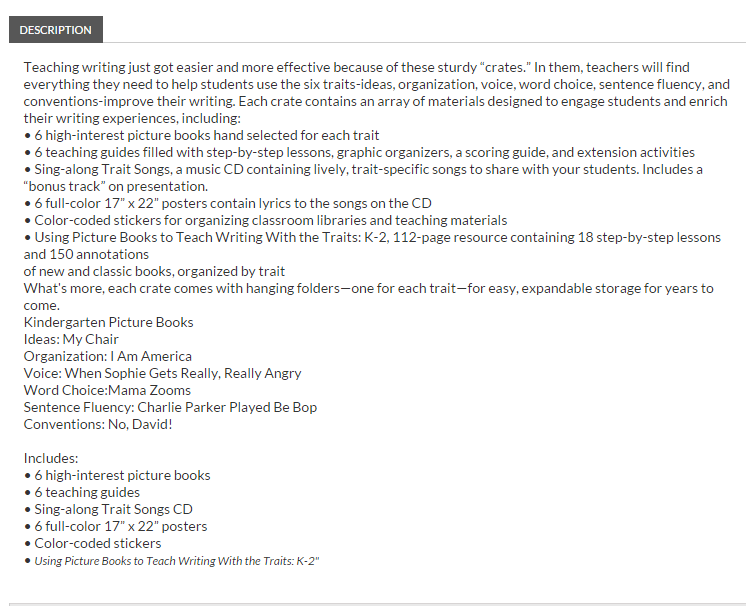 DESCRIPTION
Teaching writing just got easier and more effective because of these sturdy “crates.” In them, teachers will find
everything they need to help students use the six traits-ideas, organization, voice, word choice, sentence fluency, and
conventions-improve their writing. Each crate contains an array of materials designed to engage students and enrich
their writing experiences, including:
• 6 high-interest picture books hand selected for each trait
• 6 teaching guides filled with step-by-step lessons, graphic organizers, a scoring guide, and extension activities
• Sing-along Trait Songs, a music CD containing lively, trait-specific songs to share with your students. Includes a
“bonus track” on presentation.
• 6 full-color 17” x 22” posters contain lyrics to the songs on the CD
• Color-coded stickers for organizing classroom libraries and teaching materials
• Using Picture Books to Teach Writing With the Traits: K-2, 112-page resource containing 18 step-by-step lessons
and 150 annotations
of new and classic books, organized by trait
What's more, each crate comes with hanging folders—one for each trait—for easy, expandable storage for years to
come.
Kindergarten Picture Books
Ideas: My Chair
Organization: I Am America
Voice: When Sophie Gets Really, Really Angry
Word Choice:Mama Zooms
Sentence Fluency: Charlie Parker Played Be Bop
Conventions: No, David!
Includes:
• 6 high-interest picture books
• 6 teaching guides
• Sing-along Trait Songs CD
• 6 full-color 17” x 22” posters
• Color-coded stickers
• Using Picture Books to Teach Writing With the Traits: K-2"